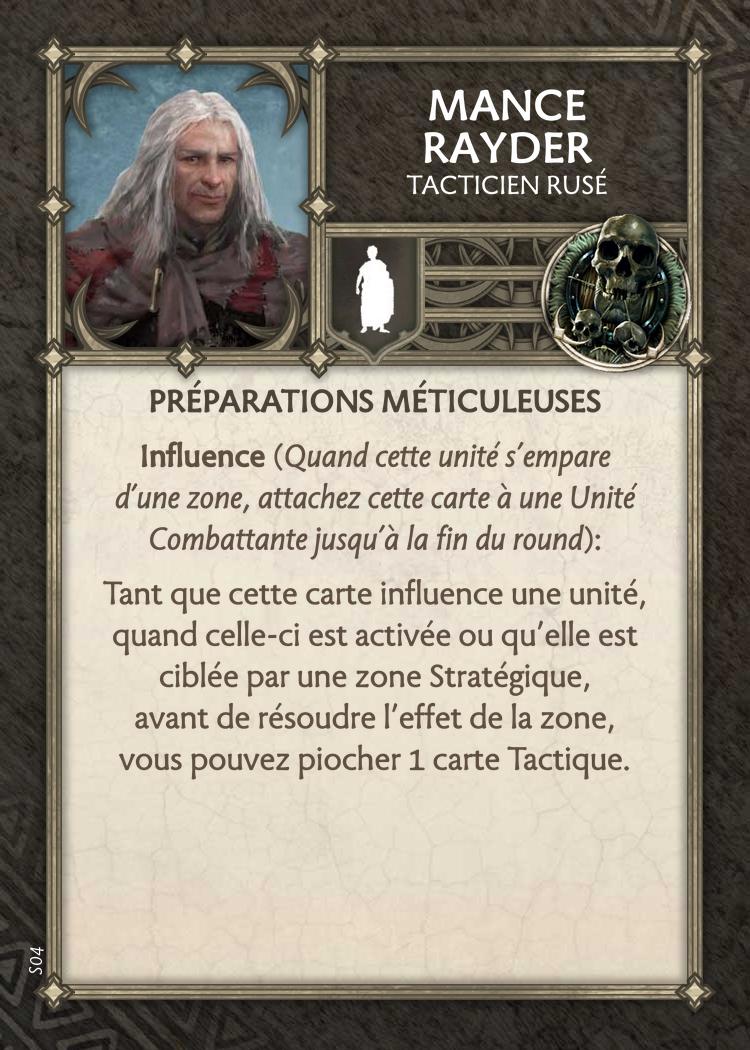 MANCE
RAYDER
TACTICIEN RUSÉ
PRÉPARATIONS MÉTICULEUSES
Influence (Quand cette unité s'empare
d'une zone, attachez cette carte à une Unité
Combattante jusqu'à la fin du round):
Tant que cette carte influence une unité,
quand celle-ci est activée ou qu'elle est
ciblée par une zone Stratégique,
avant de résoudre l'effet de la zone,
vous pouvez piocher 1 carte Tactique.
S04